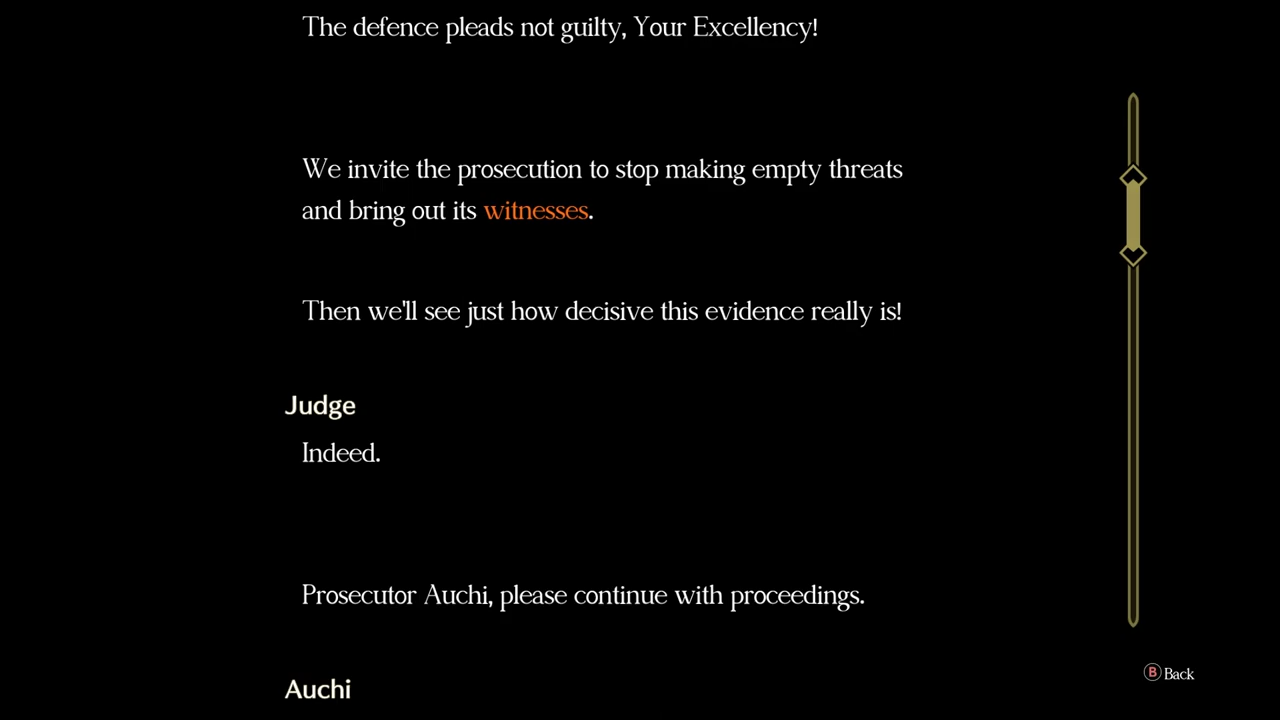 The defence pleads not guilty, Your Excellency!
We invite the prosecution to stop making empty threats
and bring out its witnesses.
Then we'll see just how decisive this evidence really is!
Judge
Indeed.
Prosecutor Auchi, please continue with proceedings.
Auchi
B Back